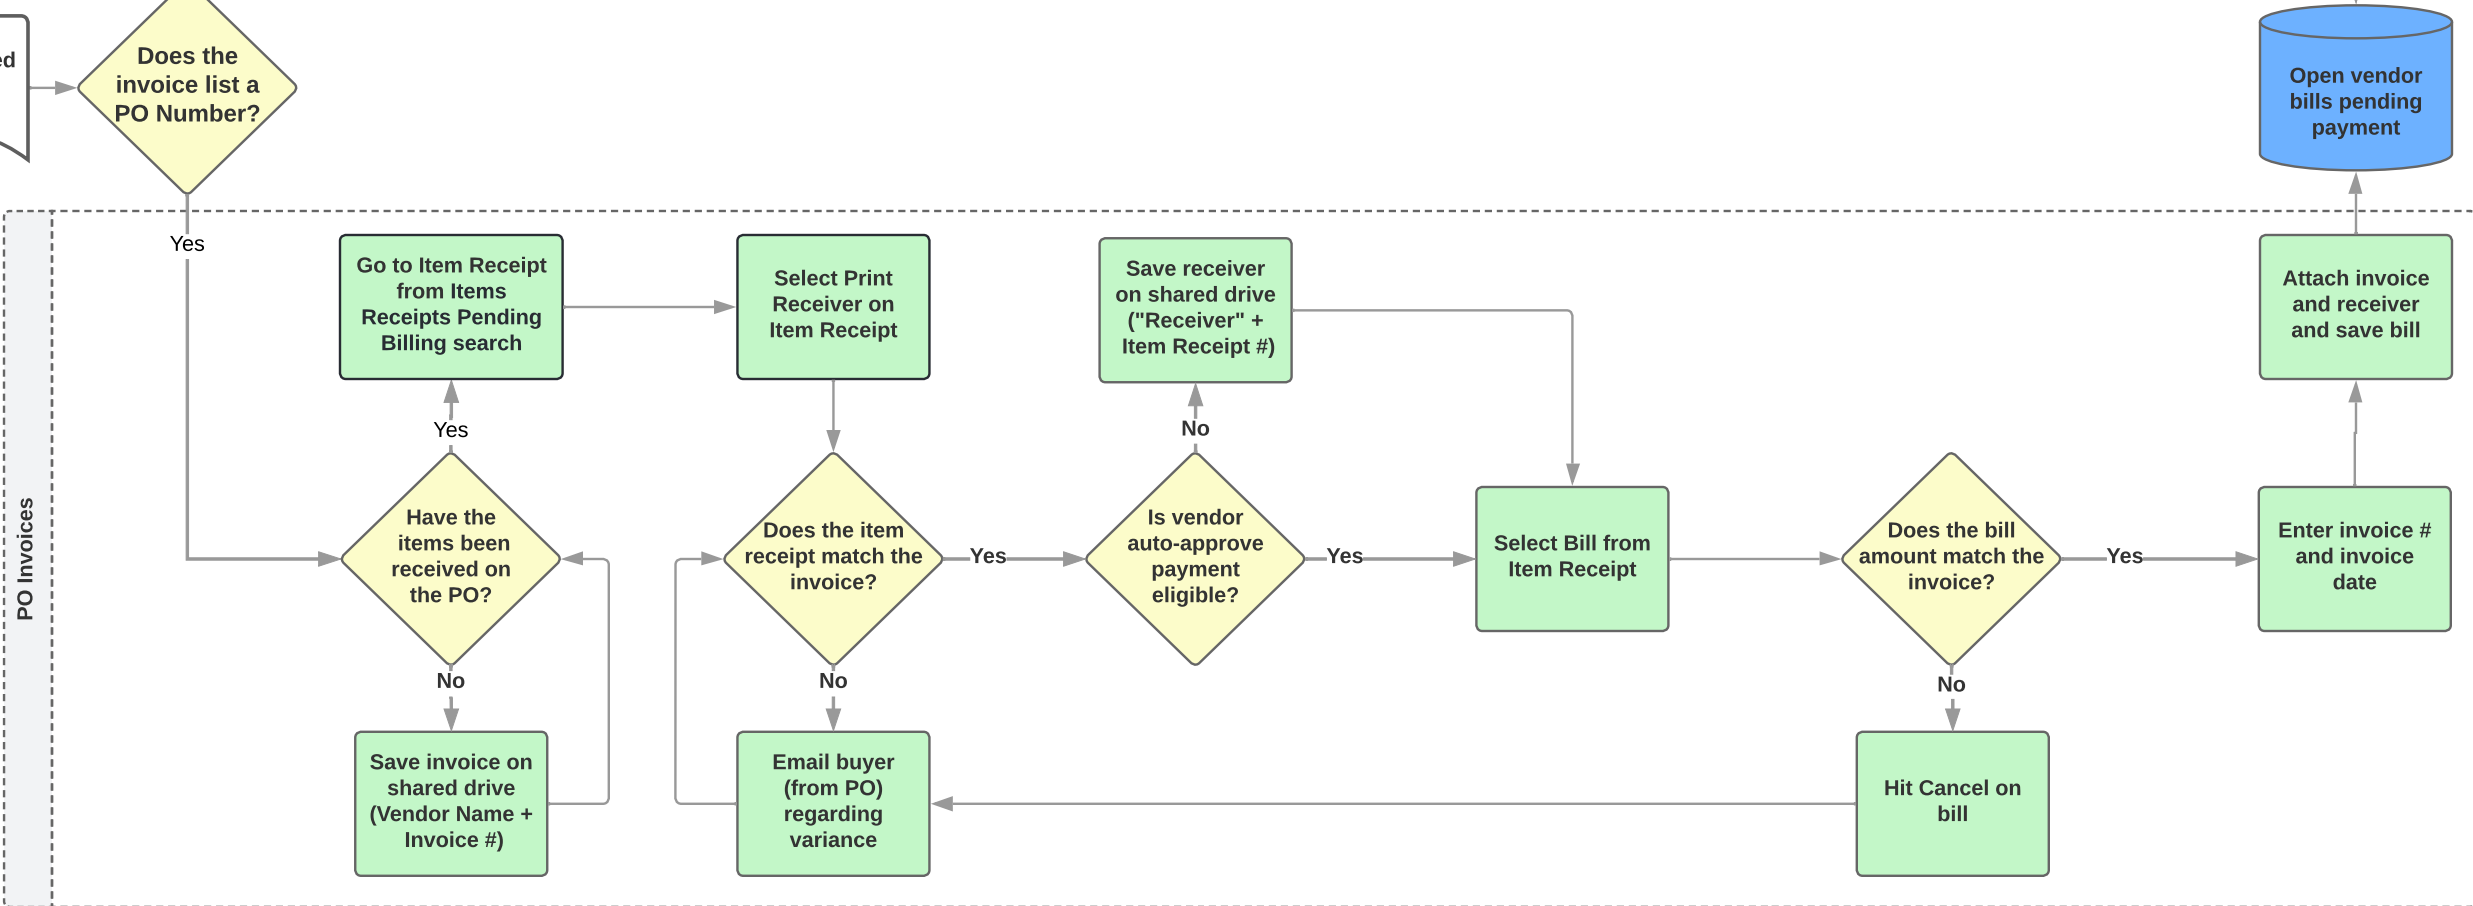 ed
Does the
invoice list a
PO Number?
Open vendor
bills pending
payment
Yes
PO Invoices
Go to Item Receipt
from Items
Receipts Pending
Billing search
Select Print
Receiver on
Item Receipt
Save receiver
on shared drive
("Receiver" +
Item Receipt #)
Attach invoice
and receiver
and save bill
Yes
No
Have the
items been
received on
the PO?
Does the item
receipt match the
invoice?
Yes
Is vendor
auto-approve
payment
eligible?
Yes
Select Bill from
Item Receipt
Does the bill
amount match the
invoice?
Yes
Enter invoice #
and invoice
date
No
No
No
Save invoice on
shared drive
(Vendor Name +
Invoice #)
Email buyer
(from PO)
regarding
variance
Hit Cancel on
bill